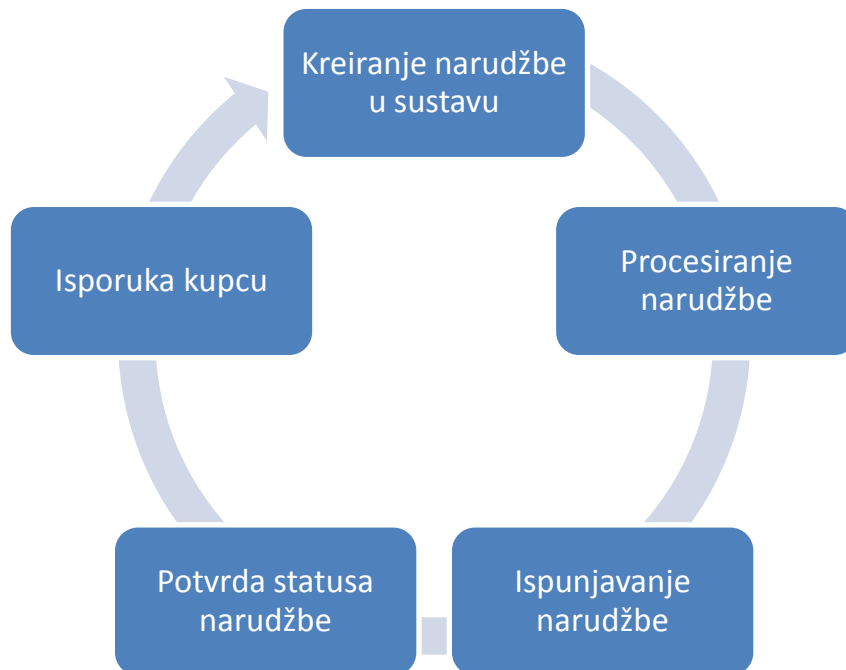 Kreiranje narudžbe
u sustavu
Procesiranje
narudžbe
Ispunjavanje
narudžbe
Potvrda statusa
narudžbe
Isporuka kupcu